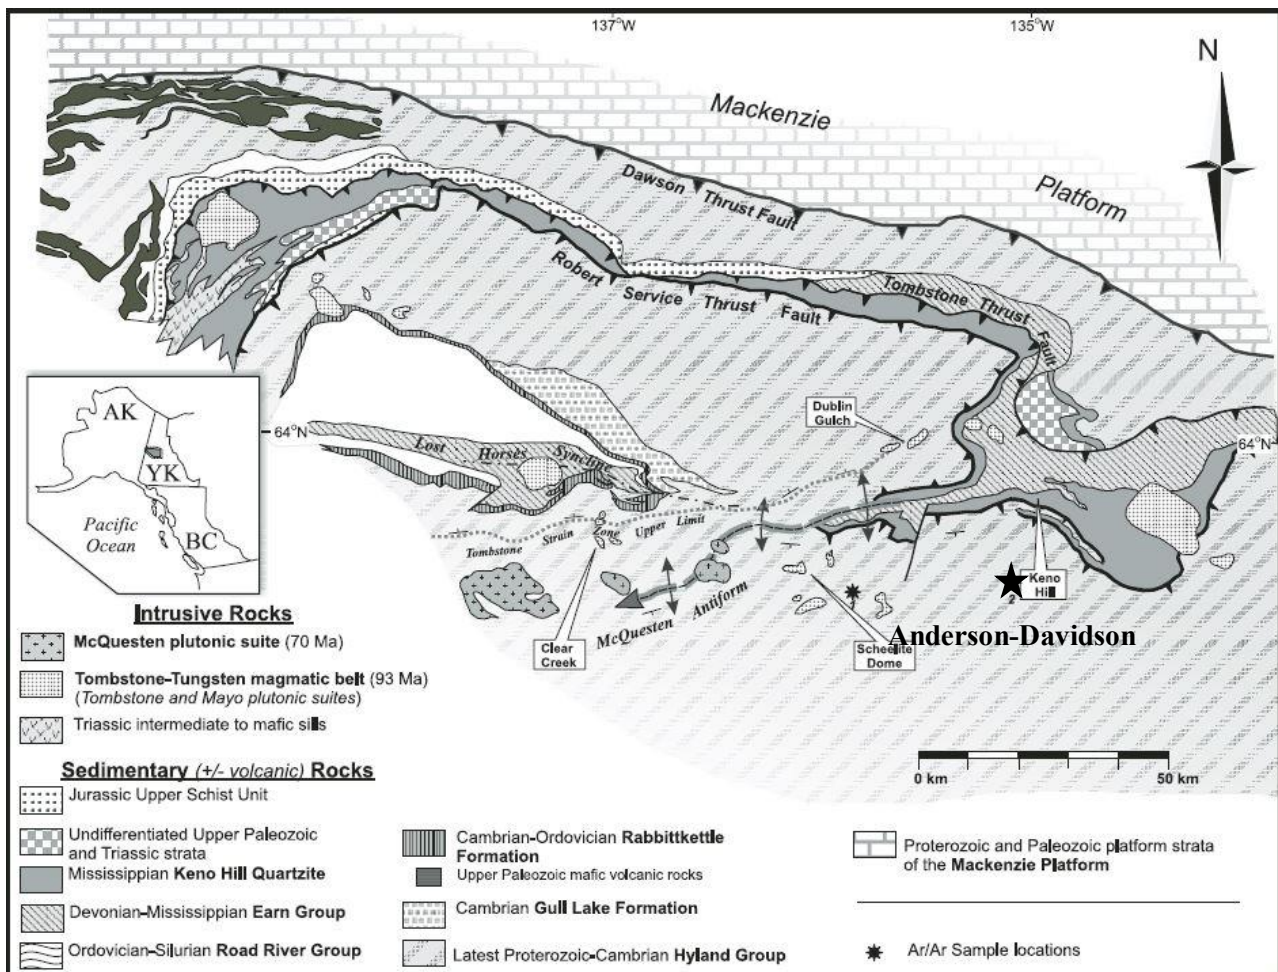 137°W
135°W
N
Mackenzie
Platform
Dawson Thrust Fault
Robert Service Thrust Fault
Tombstone Thrust Fault
AK
YK
BC
Pacific
Ocean
64°N
64°N
Lost Horses Syncline
Dublin
Gulch
Tombstone Strain Zone Upper Limit
McQuesten Antiform
Clear
Creek
Scheelite
Dome
Keno
Hill
2
Anderson-Davidson
0 km
50 km
Intrusive Rocks
McQuesten plutonic suite (70 Ma)
Tombstone-Tungsten magmatic belt (93 Ma)
(Tombstone and Mayo plutonic suites)
Triassic intermediate to mafic sills
Sedimentary (+/- volcanic) Rocks
Jurassic Upper Schist Unit
Undifferentiated Upper Paleozoic
and Triassic strata
Mississippian Keno Hill Quartzite
Devonian-Mississippian Earn Group
Ordovician-Silurian Road River Group
Cambrian-Ordovician Rabbittkettle
Formation
Upper Paleozoic mafic volcanic rocks
Cambrian Gull Lake Formation
Latest Proterozoic-Cambrian Hyland Group
Proterozoic and Paleozoic platform strata
of the Mackenzie Platform
Ar/Ar Sample locations